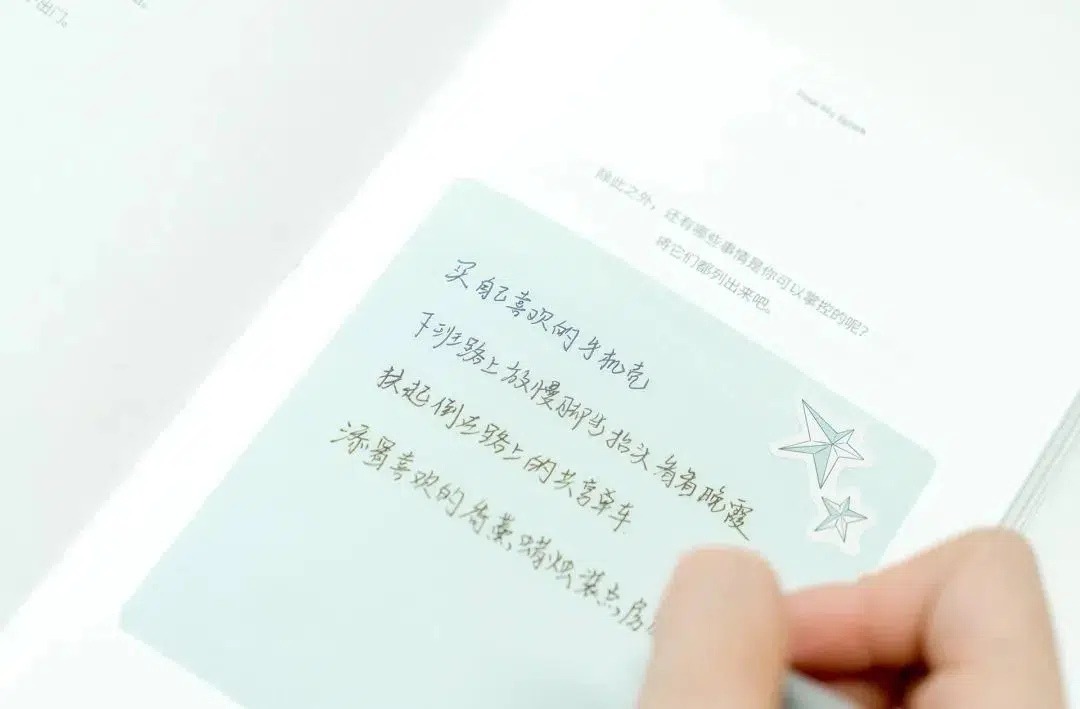 出门。
除此之外，还有哪些事情是你可以掌控的呢？
将它们都列出来吧。
买自己喜欢的手机壳
下班路上放慢脚步抬头看看晚霞
扶起倒在路上的共享单车
添置喜欢的香薰蜡烛装点房